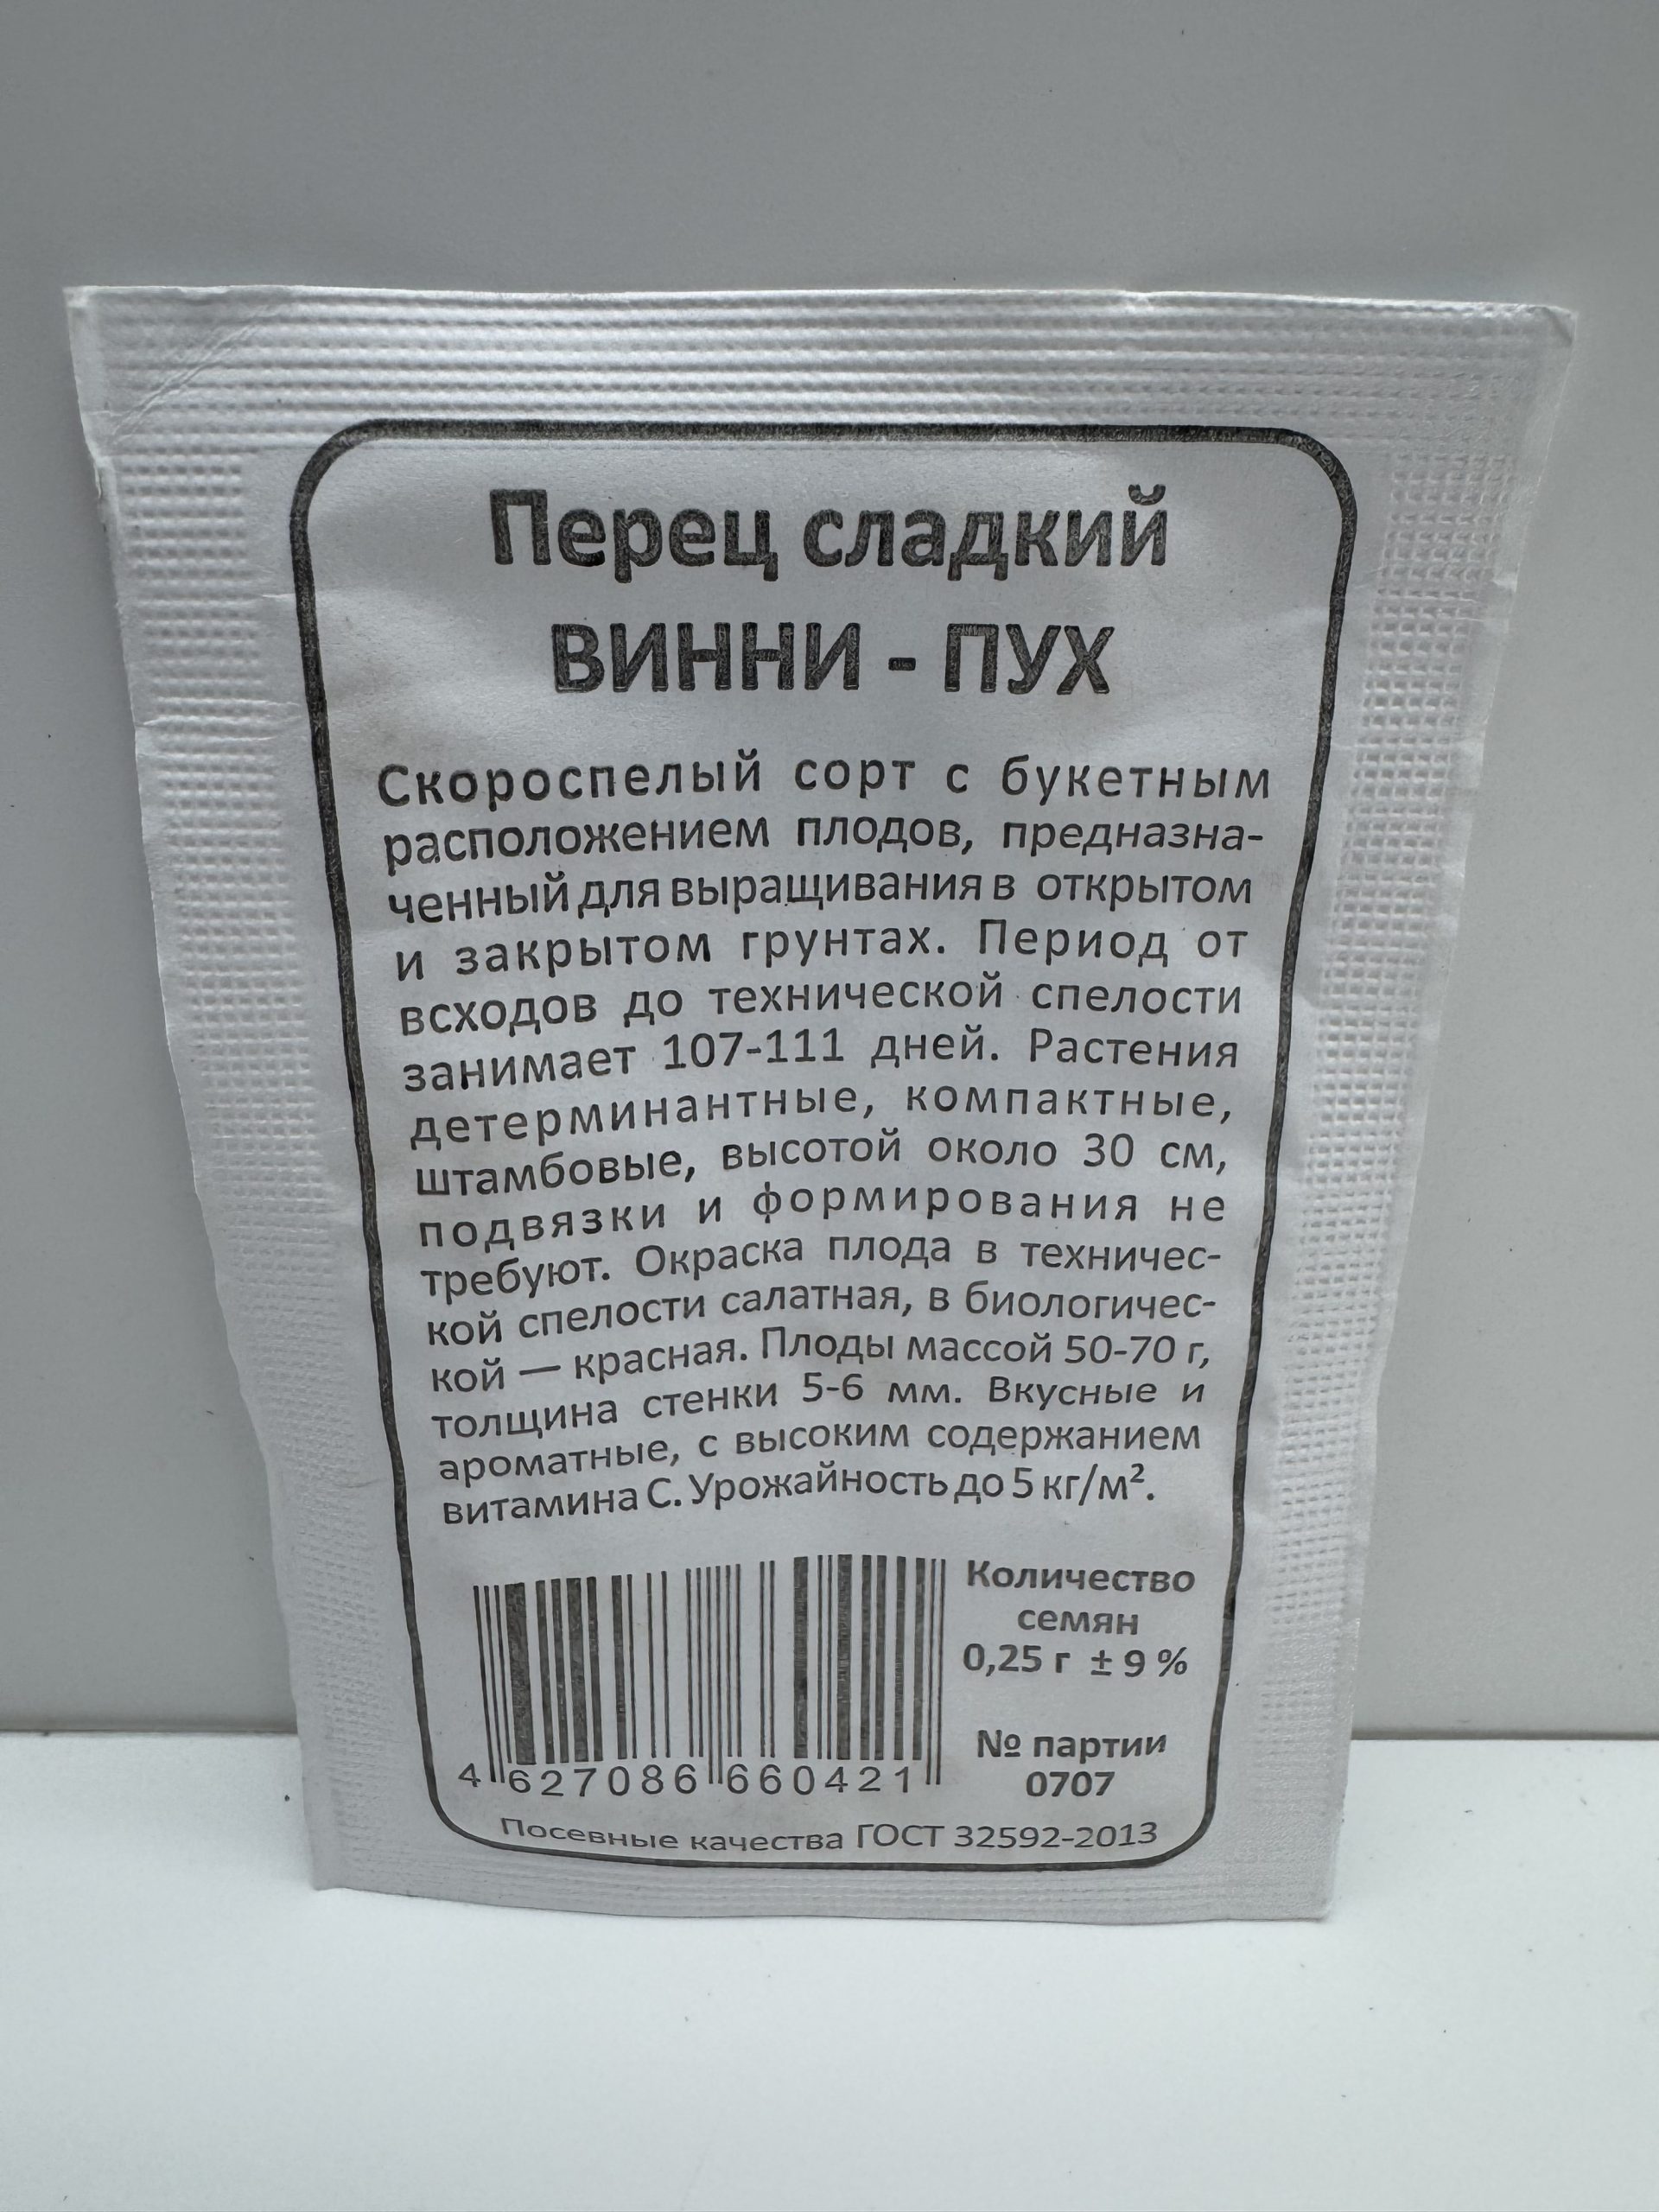 Перец сладкий
ВИННИ - ПУХ
Скороспелый сорт с букетным
расположением плодов, предназна-
ченный для выращивания в открытом
и закрытом грунтах. Период от
всходов до технической спелости
занимает 107-111 дней. Растения
детерминантные, компактные,
штамбовые, высотой около 30 см,
подвязки и формирования не
требуют. Окраска плода в техничес-
кой спелости салатная, в биологичес-
кой — красная. Плоды массой 50-70 г,
толщина стенки 5-6 мм. Вкусные и
ароматные, с высоким содержанием
витамина С. Урожайность до 5 кг/м².
Количество
семян
0,25 г ± 9 %
№ партии
0707
4 627086 660421
Посевные качества ГОСТ 32592-2013